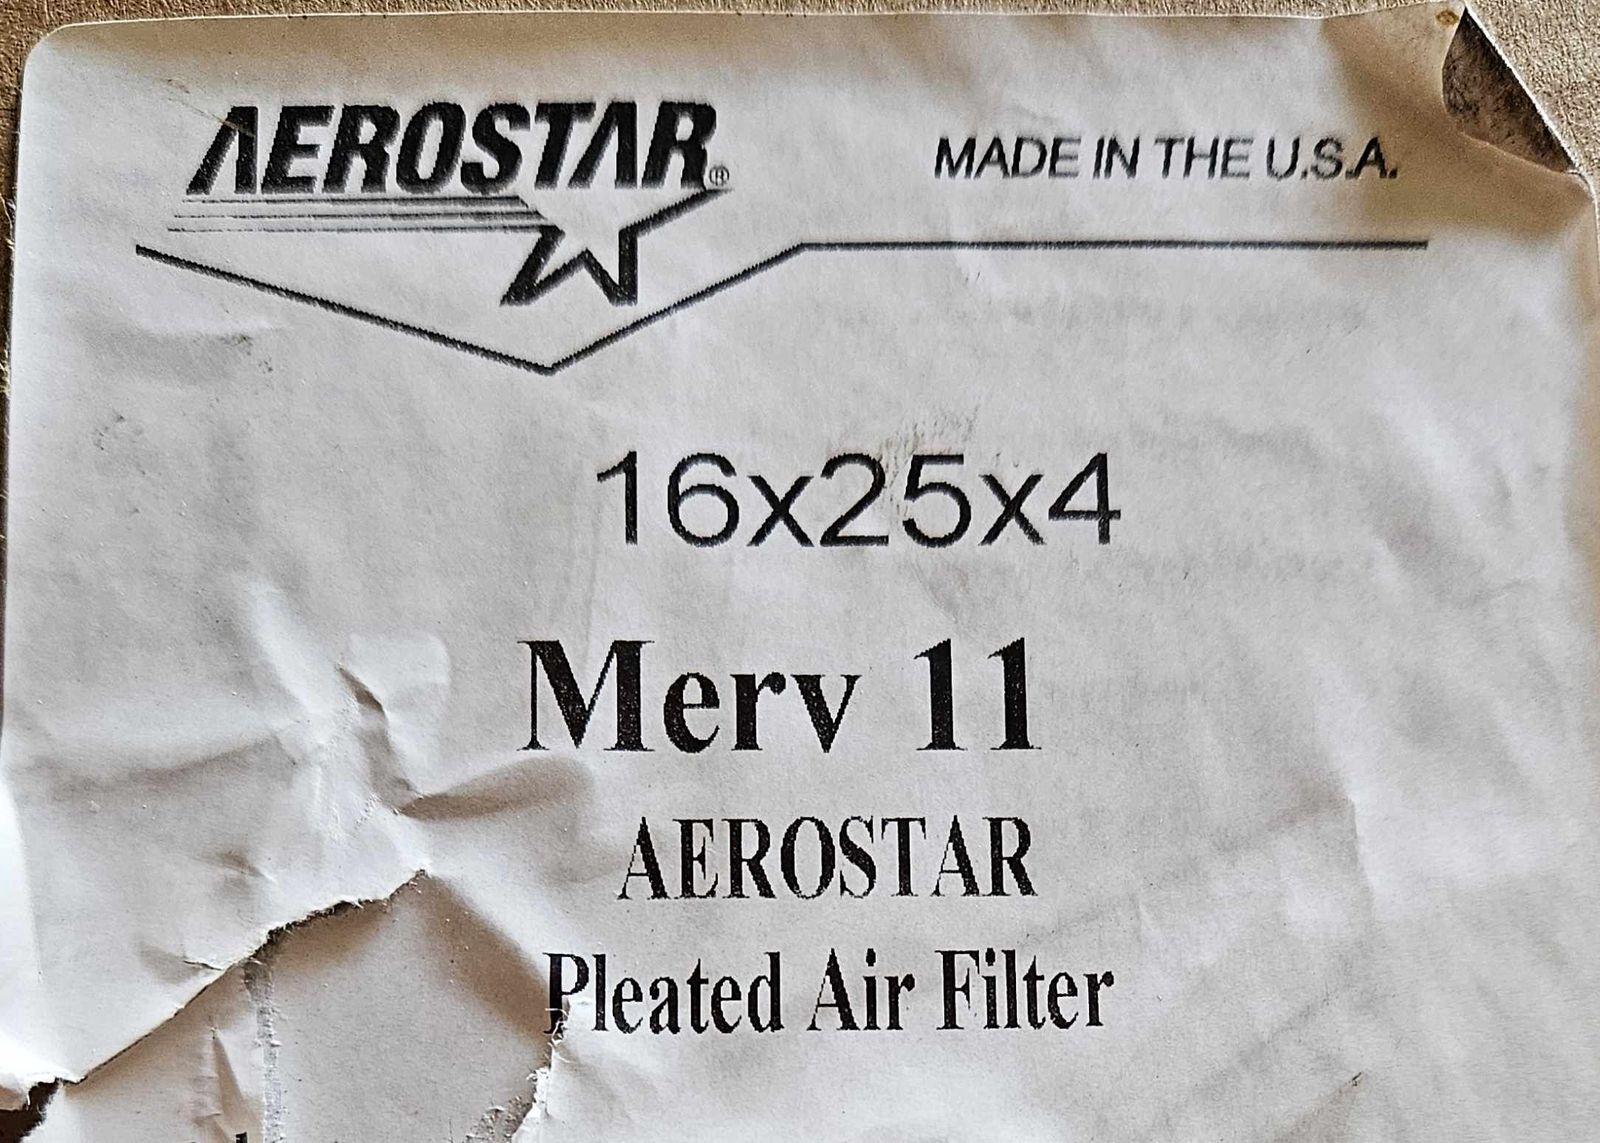 AEROSTAR®
MADE IN THE U.S.A.
16x25x4
Merv 11
AEROSTAR
Pleated Air Filter